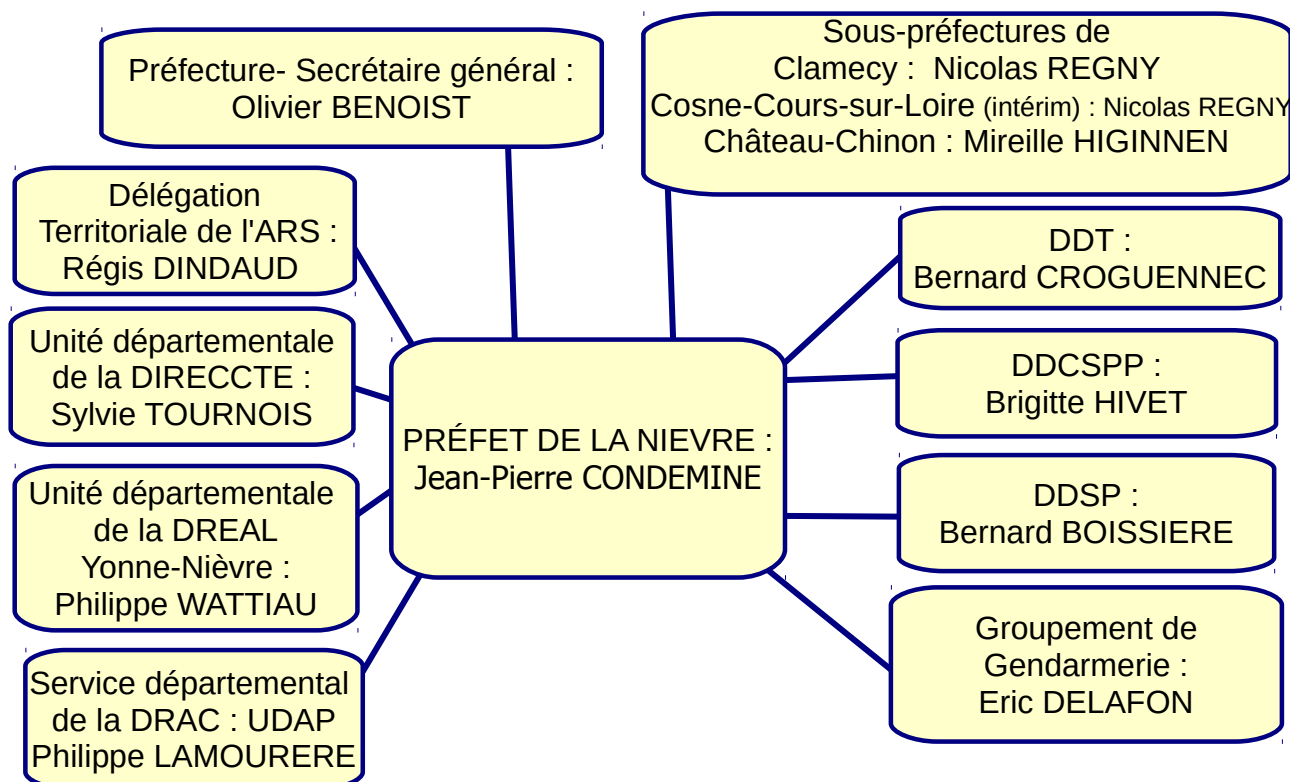 Préfecture- Secrétaire général :
Olivier BENOIST
Sous-préfectures de
Clamecy :  Nicolas REGNY
Cosne-Cours-sur-Loire (intérim) : Nicolas REGNY
Château-Chinon : Mireille HIGINNEN
Délégation
Territoriale de l'ARS :
Régis DINDAUD
Unité départementale
de la DIRECCTE :
Sylvie TOURNOIS
Unité départementale
de la DREAL
Yonne-Nièvre :
Philippe WATTIAU
Service départemental
de la DRAC : UDAP
Philippe LAMOURERE
PRÉFET DE LA NIEVRE :
Jean-Pierre CONDEMINE
DDT :
Bernard CROGUENNEC
DDCSPP :
Brigitte HIVET
DDSP :
Bernard BOISSIERE
Groupement de
Gendarmerie :
Eric DELAFON